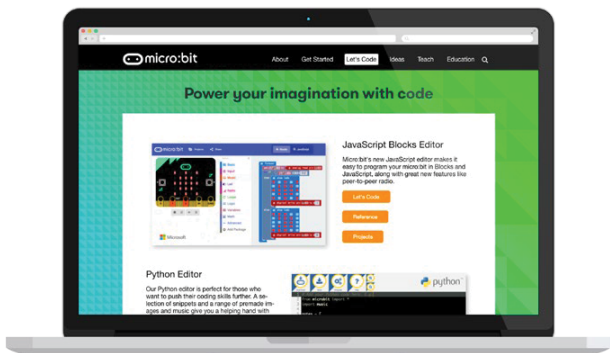 micro:bit
About Get Started Let's Code Ideas Teach Education
Power your imagination with code
JavaScript Blocks Editor
Micro:bit's new JavaScript editor makes it
easy to program your micro:bit in Blocks and
JavaScript, along with great new features like
peer-to-peer radio.
Let's Code
Reference
Projects
micro:bit
Microsoft
Python Editor
Our Python editor is perfect for those who
want to push their coding skills further. A se-
lection of snippets and a range of premade im-
ages and music give you a helping hand with
python